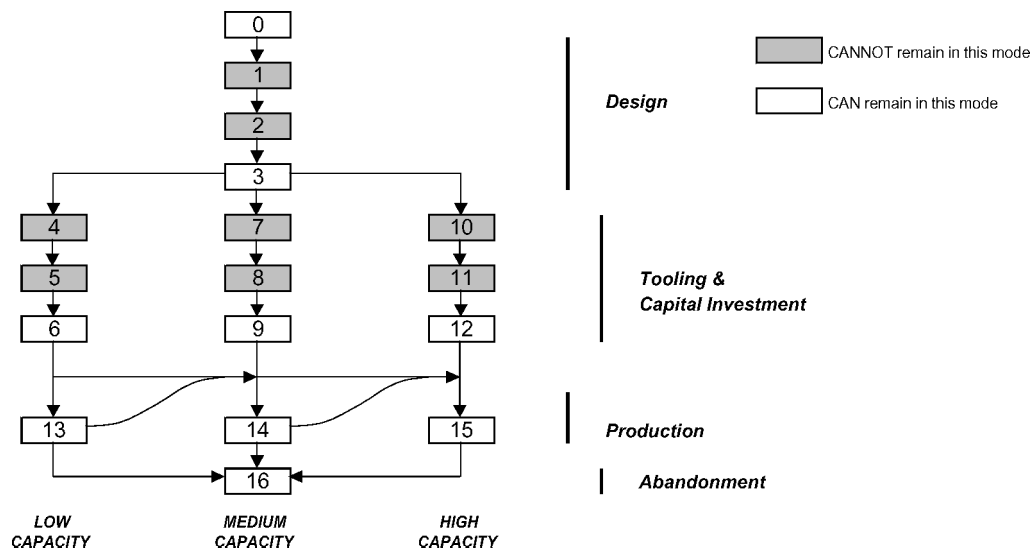 0
CANNOT remain in this mode
1
CAN remain in this mode
Design
2
3
4 7 10
5 8 11
Tooling &
Capital Investment
6 9 12
13 14 15
Production
16
Abandonment
LOW
CAPACITY
MEDIUM
CAPACITY
HIGH
CAPACITY